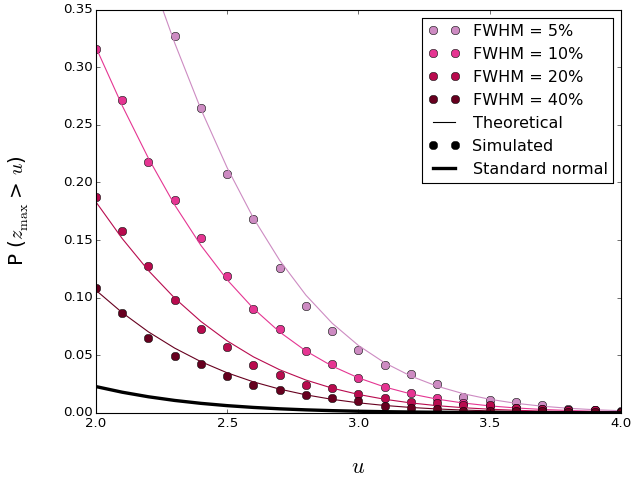 0.35
0.30
0.25
0.20
0.15
0.10
0.05
0.00
P (z_max > u)
2.0 2.5 3.0 3.5 4.0
u
FWHM = 5%
FWHM = 10%
FWHM = 20%
FWHM = 40%
Theoretical
Simulated
Standard normal